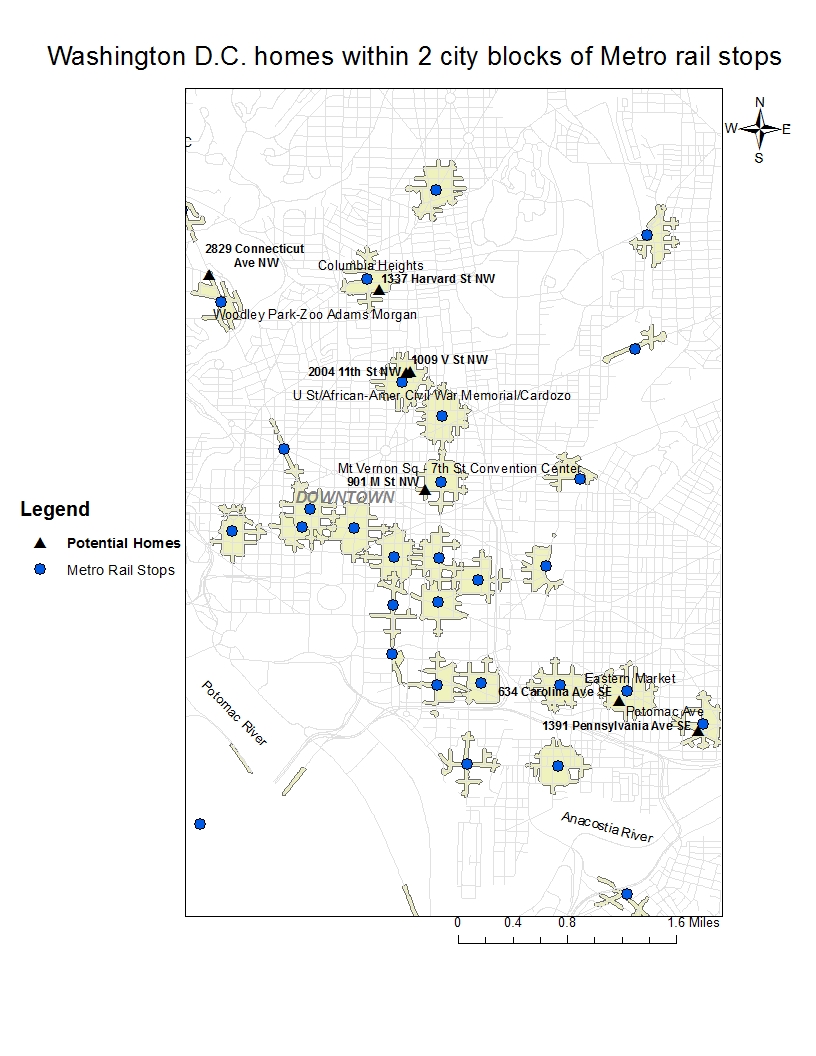 Washington D.C. homes within 2 city blocks of Metro rail stops
N
W E
S
C
2829 Connecticut
Ave NW
Columbia Heights
1337 Harvard St NW
Woodley Park-Zoo Adams Morgan
1009 V St NW
2004 11th St NW
U St/African-Amer Civil War Memorial/Cardozo
Mt Vernon Sq - 7th St Convention Center
901 M St NW
DOWNTOWN
Legend
Potential Homes
Metro Rail Stops
Eastern Market
634 Carolina Ave SE
Potomac Ave
1391 Pennsylvania Ave SE
Potomac River
Anacostia River
0 0.4 0.8 1.6 Miles